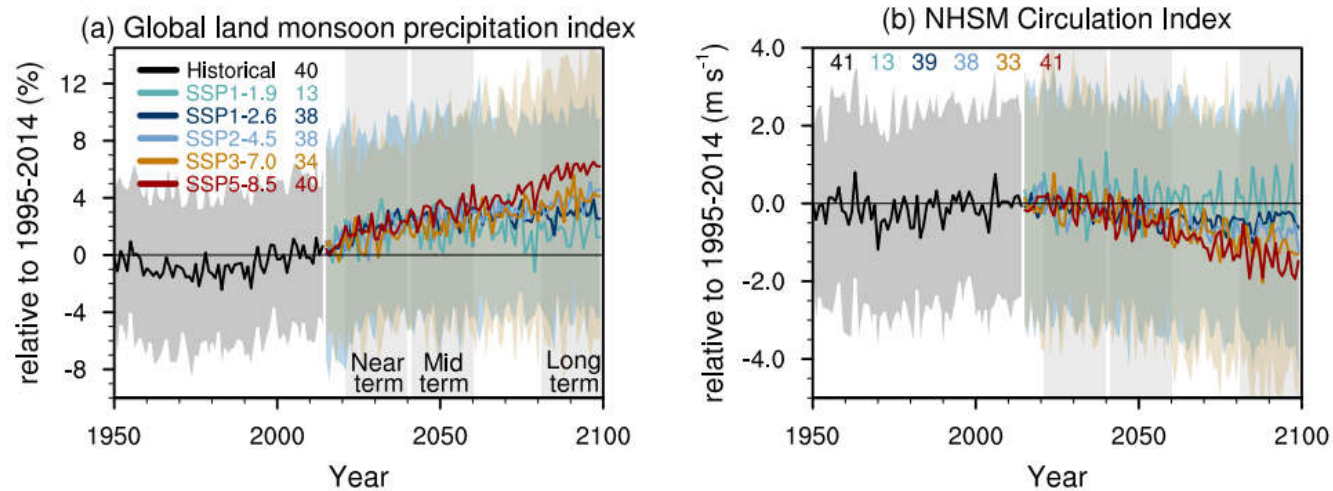 (a) Global land monsoon precipitation index
relative to 1995-2014 (%)
12
8
4
0
-4
-8
Historical 40
SSP1-1.9 13
SSP1-2.6 38
SSP2-4.5 38
SSP3-7.0 34
SSP5-8.5 40
Near term
Mid term
Long term
1950 2000 2050 2100
Year
(b) NHSM Circulation Index
relative to 1995-2014 (m s⁻¹)
4.0
2.0
0.0
-2.0
-4.0
41 13 39 38 33 41
1950 2000 2050 2100
Year